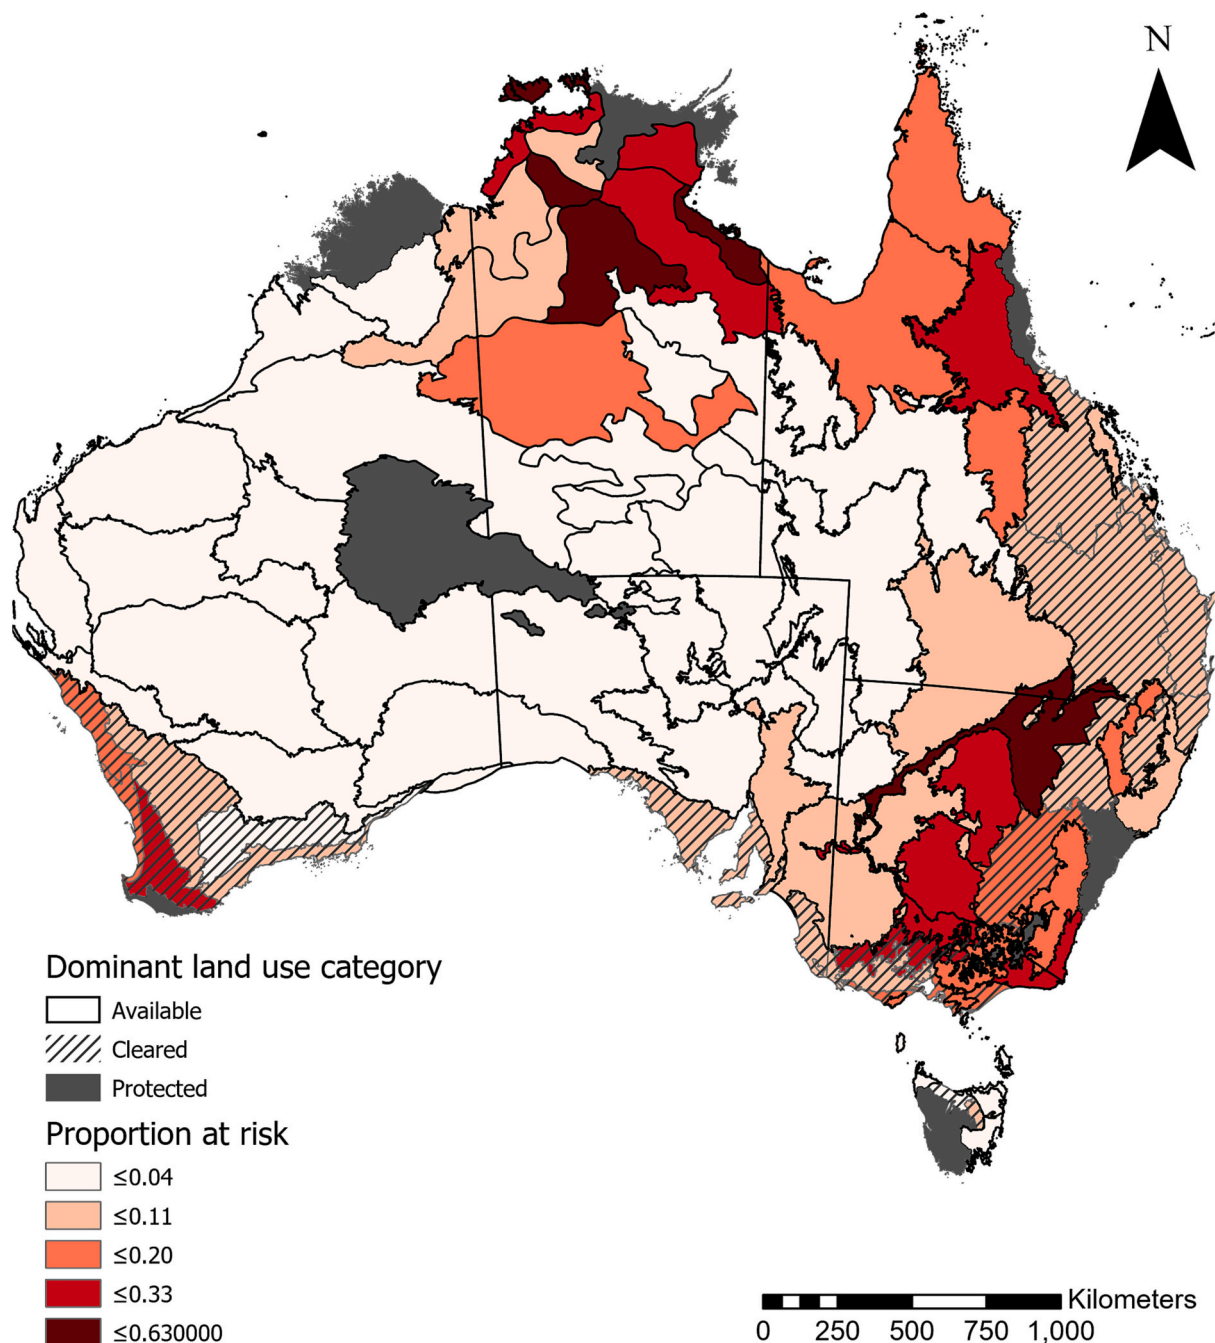 N
Dominant land use category
Available
Cleared
Protected
Proportion at risk
≤0.04
≤0.11
≤0.20
≤0.33
≤0.630000
Kilometers
0 250 500 750 1,000